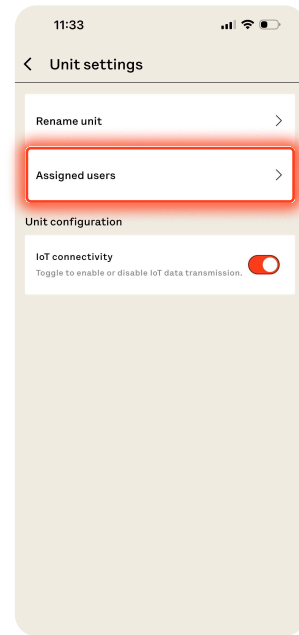 11:33
Unit settings
Rename unit
Assigned users
Unit configuration
IoT connectivity
Toggle to enable or disable IoT data transmission.